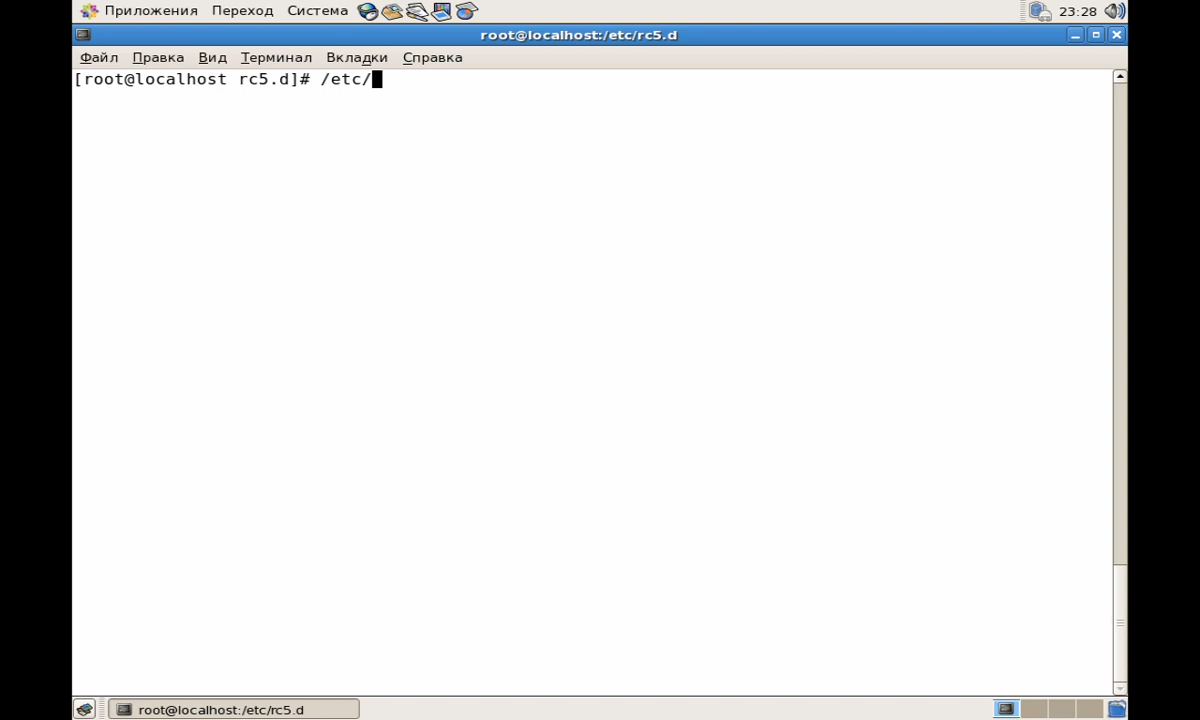 Приложения Переход Система 23:28
root@localhost:/etc/rc5.d
Файл Правка Вид Терминал Вкладки Справка
[root@localhost rc5.d]# /etc/
root@localhost:/etc/rc5.d